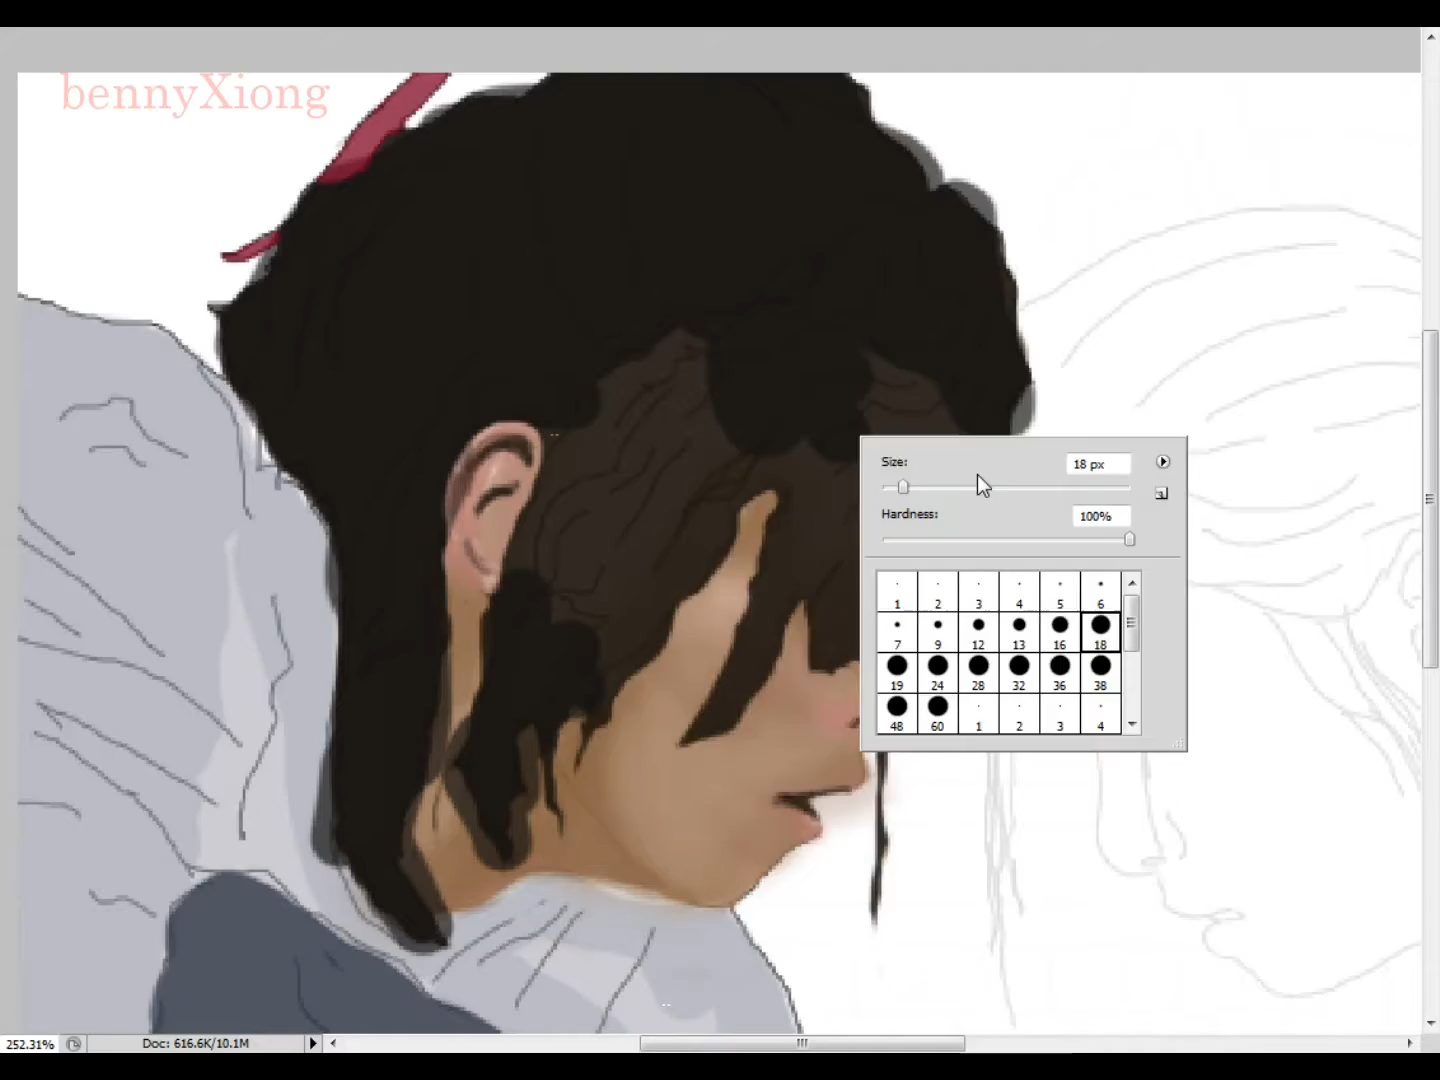 bennyXiong
Size:
18 px
Hardness:
100%
1 2 3 4 5 6
7 9 12 13 16 18
19 24 28 32 36 38
48 60 1 2 3 4
252.31% Doc: 616.6K/10.1M